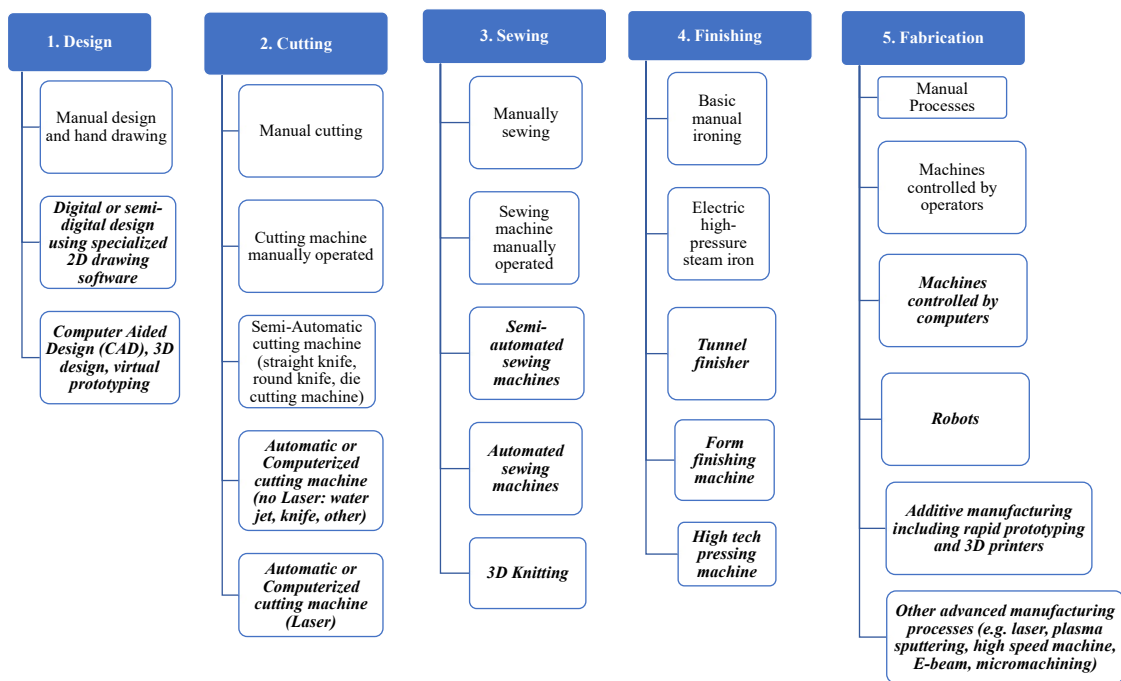 1. Design
Manual design
and hand drawing
Digital or semi-
digital design
using specialized
2D drawing
software
Computer Aided
Design (CAD), 3D
design, virtual
prototyping
2. Cutting
Manual cutting
Cutting machine
manually operated
Semi-Automatic
cutting machine
(straight knife,
round knife, die
cutting machine)
Automatic or
Computerized
cutting machine
(no Laser: water
jet, knife, other)
Automatic or
Computerized
cutting machine
(Laser)
3. Sewing
Manually
sewing
Sewing
machine
manually
operated
Semi-
automated
sewing
machines
Automated
sewing
machines
3D Knitting
4. Finishing
Basic
manual
ironing
Electric
high-
pressure
steam iron
Tunnel
finisher
Form
finishing
machine
High tech
pressing
machine
5. Fabrication
Manual
Processes
Machines
controlled by
operators
Machines
controlled by
computers
Robots
Additive manufacturing
including rapid prototyping
and 3D printers
Other advanced manufacturing
processes (e.g. laser, plasma
sputtering, high speed machine,
E-beam, micromachining)